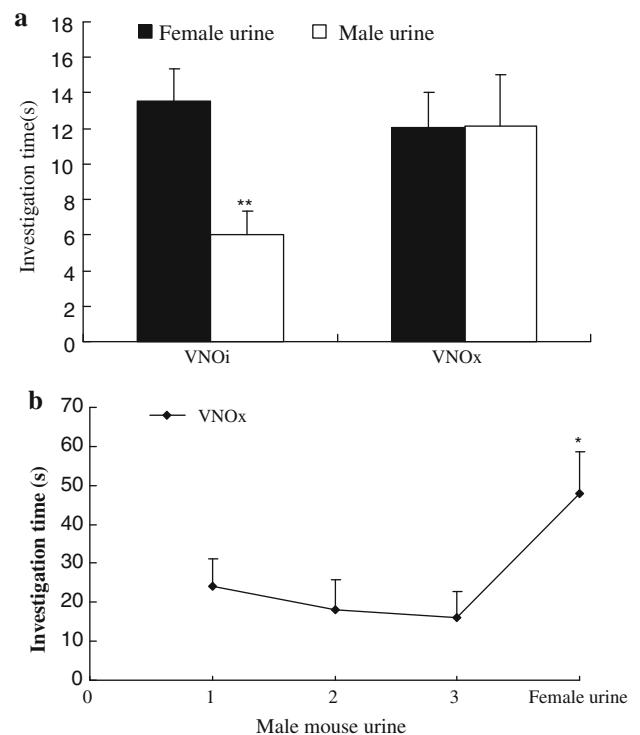 a
18
16
14
12
10
8
6
4
2
0
Investigation time(s)
Female urine
Male urine
**
VNOi
VNOx
b
70
60
50
40
30
20
10
0
Investigation time (s)
VNOx
*
0
1
2
3
Female urine
Male mouse urine